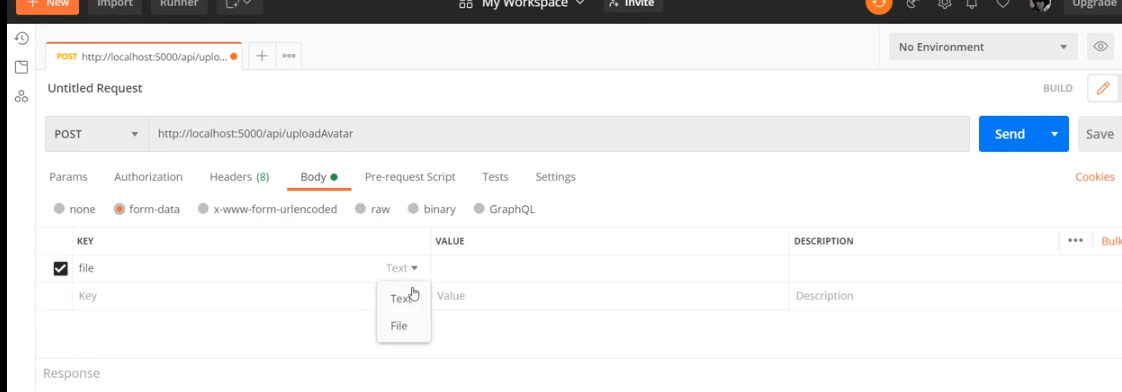 + New Import Runner My Workspace Invite Upgrade
POST http://localhost:5000/api/uplo... + ooo No Environment
Untitled Request BUILD
POST http://localhost:5000/api/uploadAvatar Send Save
Params Authorization Headers (8) Body Pre-request Script Tests Settings Cookies
none form-data x-www-form-urlencoded raw binary GraphQL
KEY VALUE DESCRIPTION ••• Bulk
file Text
Key Text Value Description
File
Response